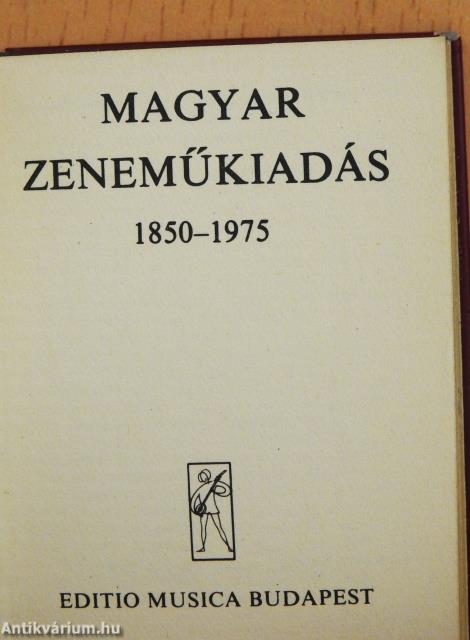 MAGYAR
ZENEMŰKIADÁS
1850–1975
EDITIO MUSICA BUDAPEST
Antikvárium.hu